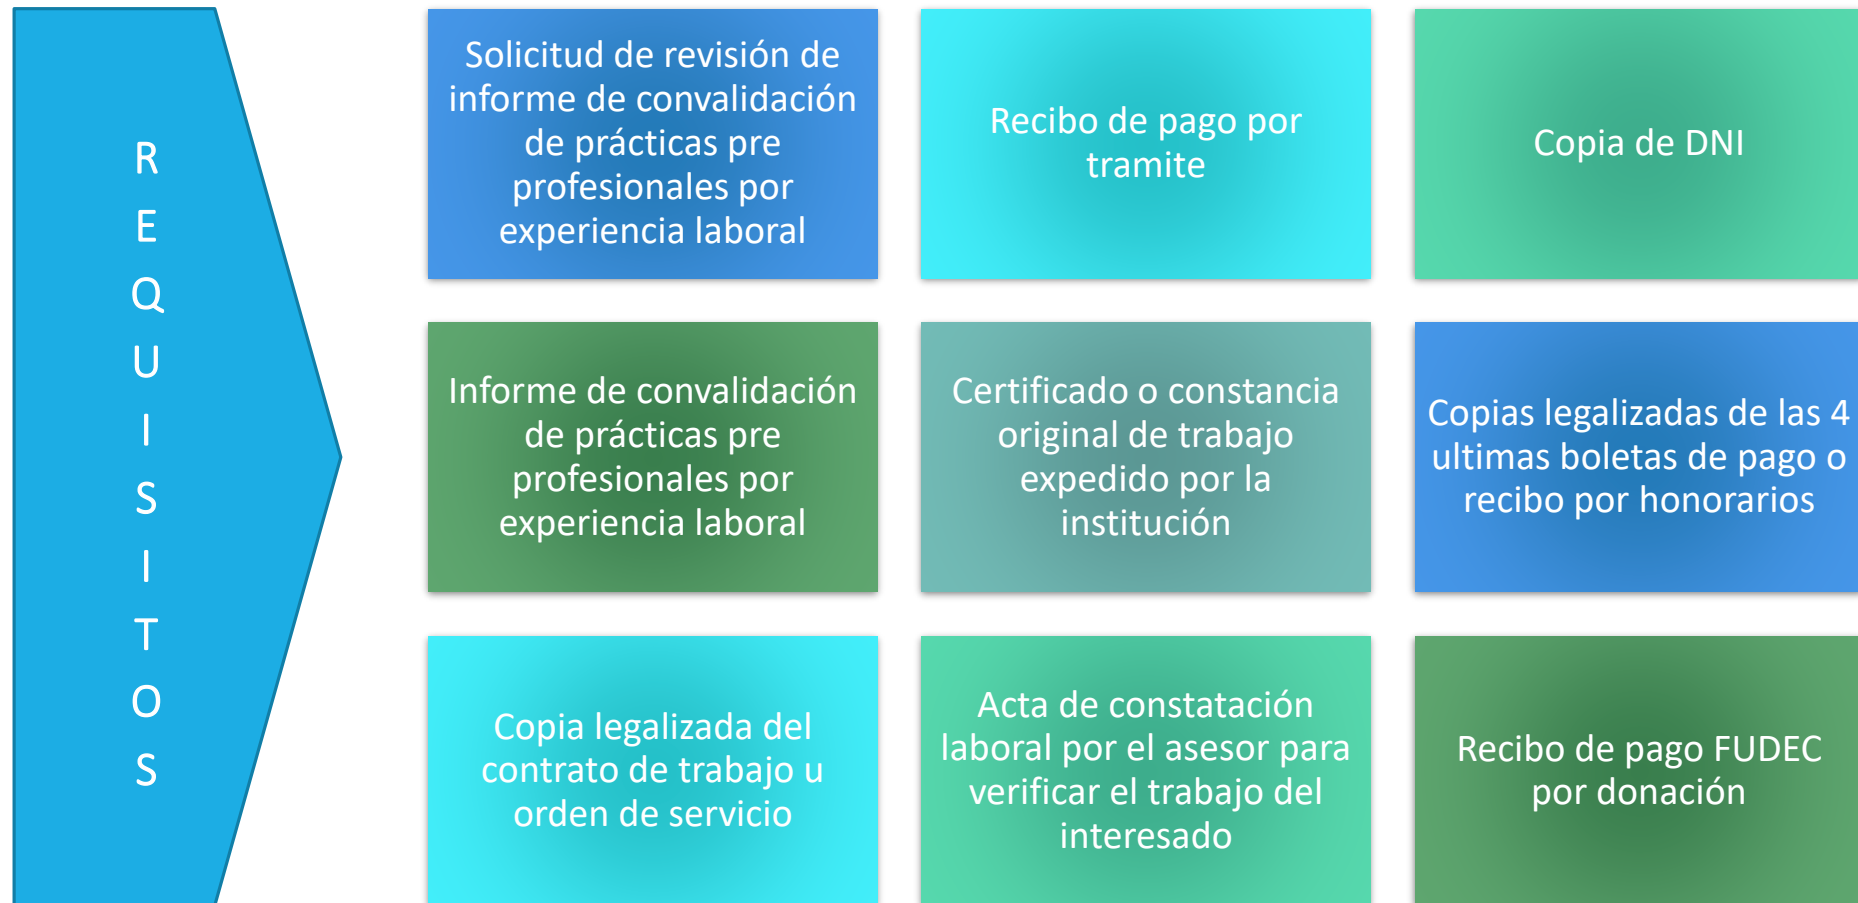 R
E
Q
U
I
S
I
T
O
S
Solicitud de revisión de
informe de convalidación
de prácticas pre
profesionales por
experiencia laboral
Recibo de pago por
tramite
Copia de DNI
Informe de convalidación
de prácticas pre
profesionales por
experiencia laboral
Certificado o constancia
original de trabajo
expedido por la
institución
Copias legalizadas de las 4
ultimas boletas de pago o
recibo por honorarios
Copia legalizada del
contrato de trabajo u
orden de servicio
Acta de constatación
laboral por el asesor para
verificar el trabajo del
interesado
Recibo de pago FUDEC
por donación